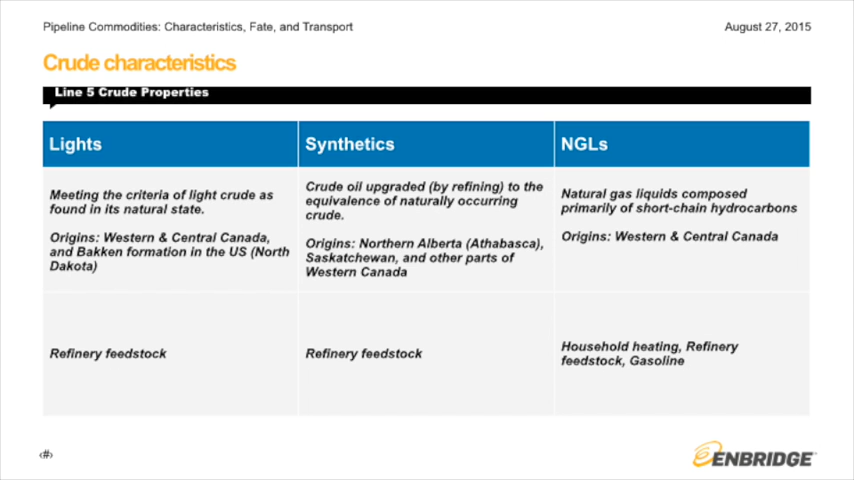 Pipeline Commodities: Characteristics, Fate, and Transport
August 27, 2015
Crude characteristics
Line 5 Crude Properties
Lights
Synthetics
NGLs
Meeting the criteria of light crude as
found in its natural state.
Origins: Western & Central Canada,
and Bakken formation in the US (North
Dakota)
Crude oil upgraded (by refining) to the
equivalence of naturally occurring
crude.
Origins: Northern Alberta (Athabasca),
Saskatchewan, and other parts of
Western Canada
Natural gas liquids composed
primarily of short-chain hydrocarbons
Origins: Western & Central Canada
Refinery feedstock
Refinery feedstock
Household heating, Refinery
feedstock, Gasoline
‹#›
ENBRIDGE